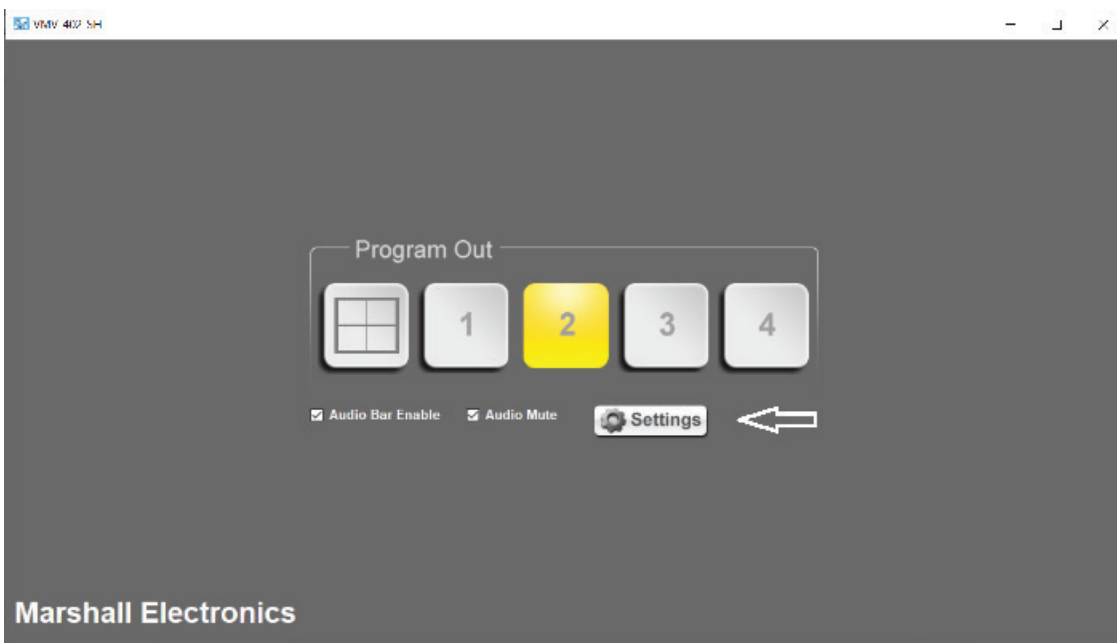 VMV-402-SH
Program Out
1 2 3 4
Audio Bar Enable Audio Mute Settings
Marshall Electronics